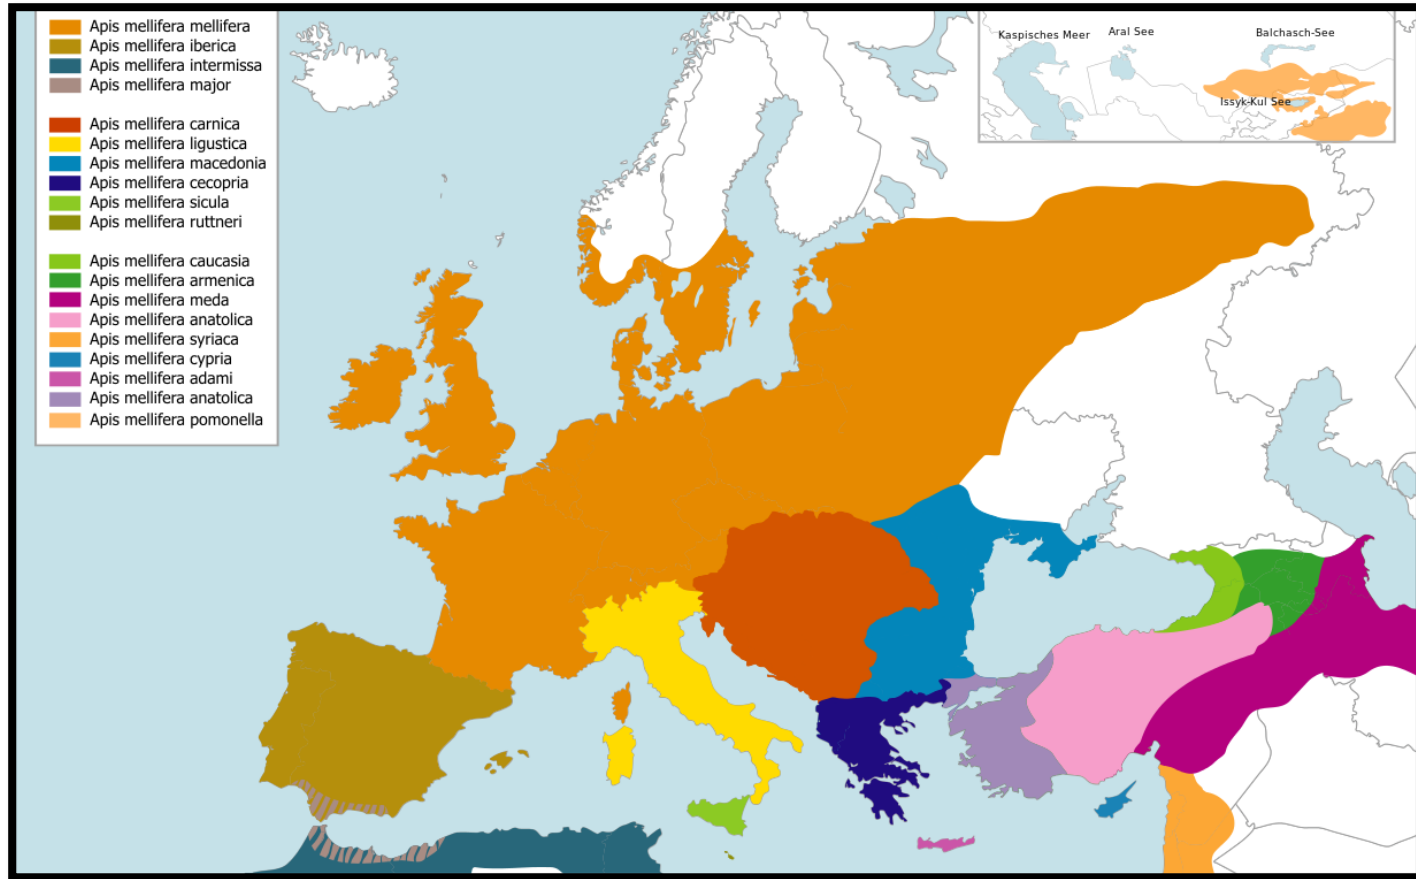 Apis mellifera mellifera
Apis mellifera iberica
Apis mellifera intermissa
Apis mellifera major
Apis mellifera carnica
Apis mellifera ligustica
Apis mellifera macedonia
Apis mellifera cecopria
Apis mellifera sicula
Apis mellifera ruttneri
Apis mellifera caucasia
Apis mellifera armenica
Apis mellifera meda
Apis mellifera anatolica
Apis mellifera syriaca
Apis mellifera cypria
Apis mellifera adami
Apis mellifera anatolica
Apis mellifera pomonella
Kaspisches Meer
Aral See
Balchasch-See
Issyk-Kul See